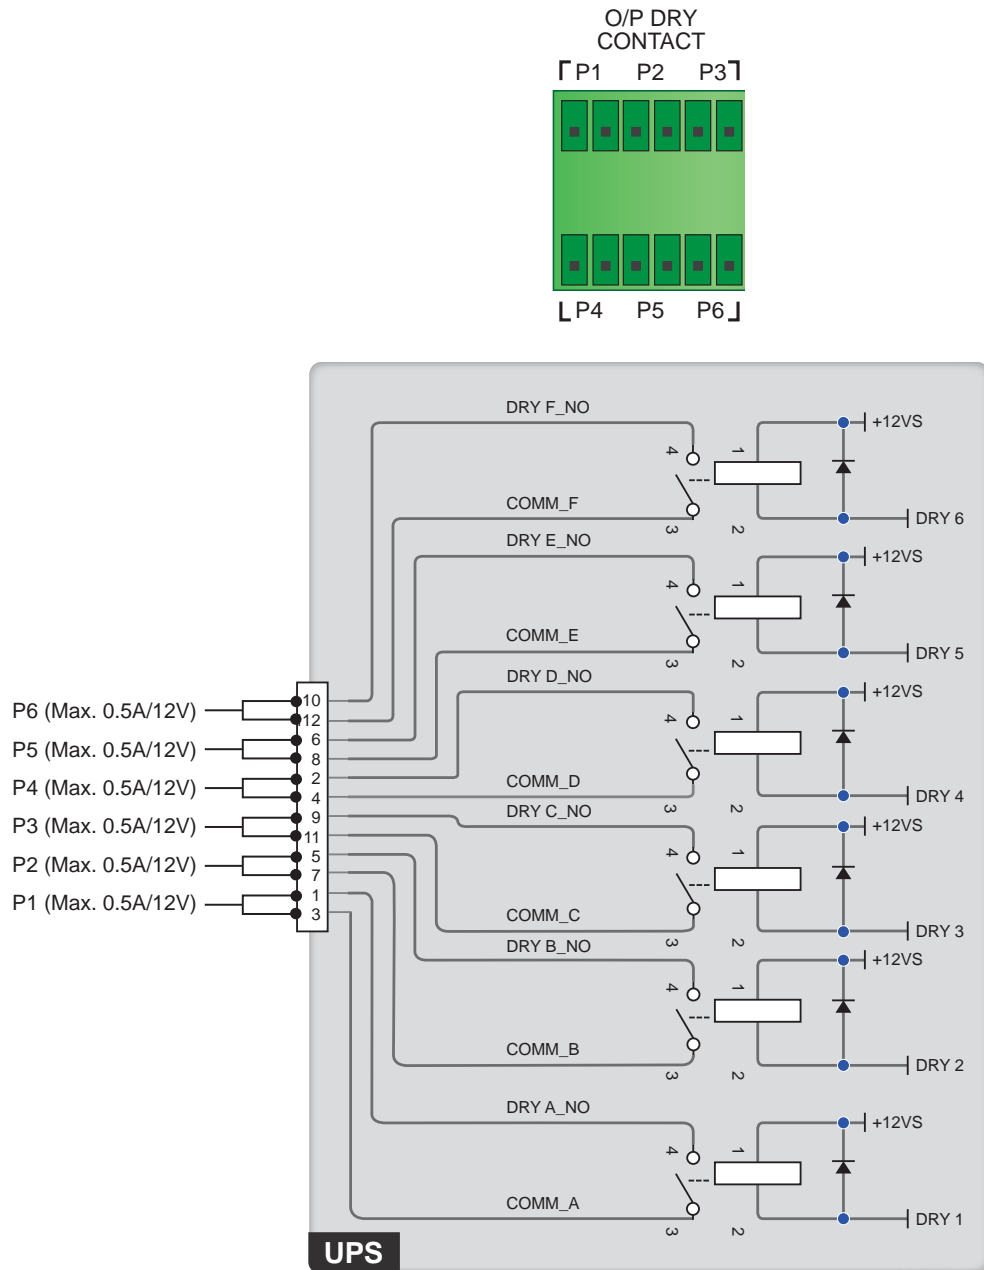 O/P DRY
CONTACT
P1 P2 P3
P4 P5 P6
DRY F_NO
4 1 +12VS
COMM_F
3 2 DRY 6
DRY E_NO
4 1 +12VS
COMM_E
3 2 DRY 5
DRY D_NO
4 1 +12VS
COMM_D
3 2 DRY 4
DRY C_NO
4 1 +12VS
COMM_C
3 2 DRY 3
DRY B_NO
4 1 +12VS
COMM_B
3 2 DRY 2
DRY A_NO
4 1 +12VS
COMM_A
3 2 DRY 1
P6 (Max. 0.5A/12V) 10
12
P5 (Max. 0.5A/12V) 6
8
P4 (Max. 0.5A/12V) 2
4
P3 (Max. 0.5A/12V) 9
11
P2 (Max. 0.5A/12V) 5
7
P1 (Max. 0.5A/12V) 1
3
UPS